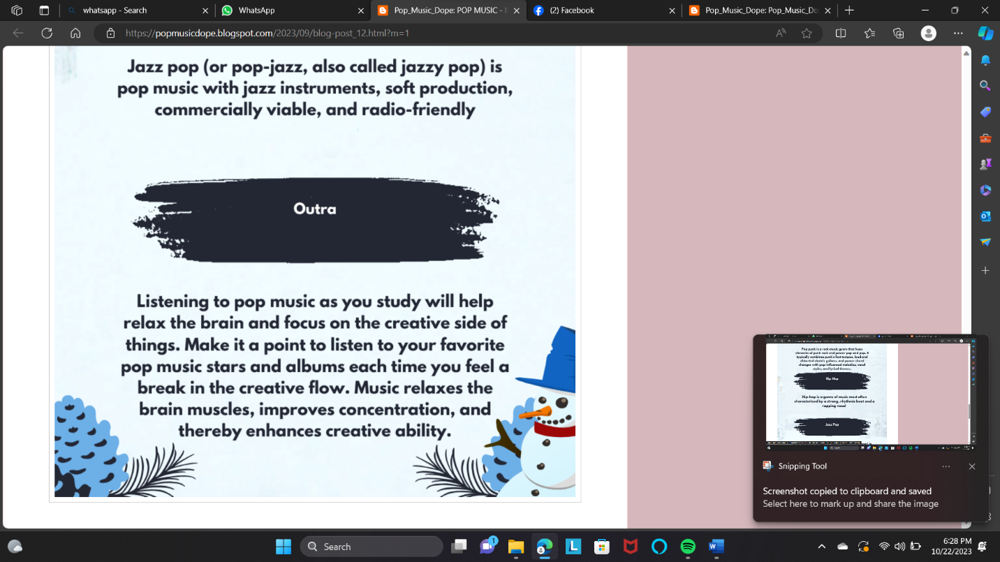 whatsapp - Search
WhatsApp
Pop_Music_Dope: POP MUSIC - 
(2) Facebook
Pop_Music_Dope: Pop_Music_Do
https://popmusicdope.blogspot.com/2023/09/blog-post_12.html?m=1
Jazz pop (or pop-jazz, also called jazzy pop) is
pop music with jazz instruments, soft production,
commercially viable, and radio-friendly
Outra
Listening to pop music as you study will help
relax the brain and focus on the creative side of
things. Make it a point to listen to your favorite
pop music stars and albums each time you feel a
break in the creative flow. Music relaxes the
brain muscles, improves concentration, and
thereby enhances creative ability.
Pop punk is a rock music genre that fuses
elements of punk rock and power pop and pop. It
typically combines punk's fast tempos, loud and
distorted electric guitars, and power chord
changes with pop-influenced melodies, vocal
styles, and lyrical themes.
Hip-Hop
Hip-hop is a genre of music most often
characterized by a strong, rhythmic beat and a
rapping vocal
Jazz Pop
Snipping Tool
Screenshot copied to clipboard and saved
Select here to mark up and share the image
Search
1
6:28 PM
10/22/2023